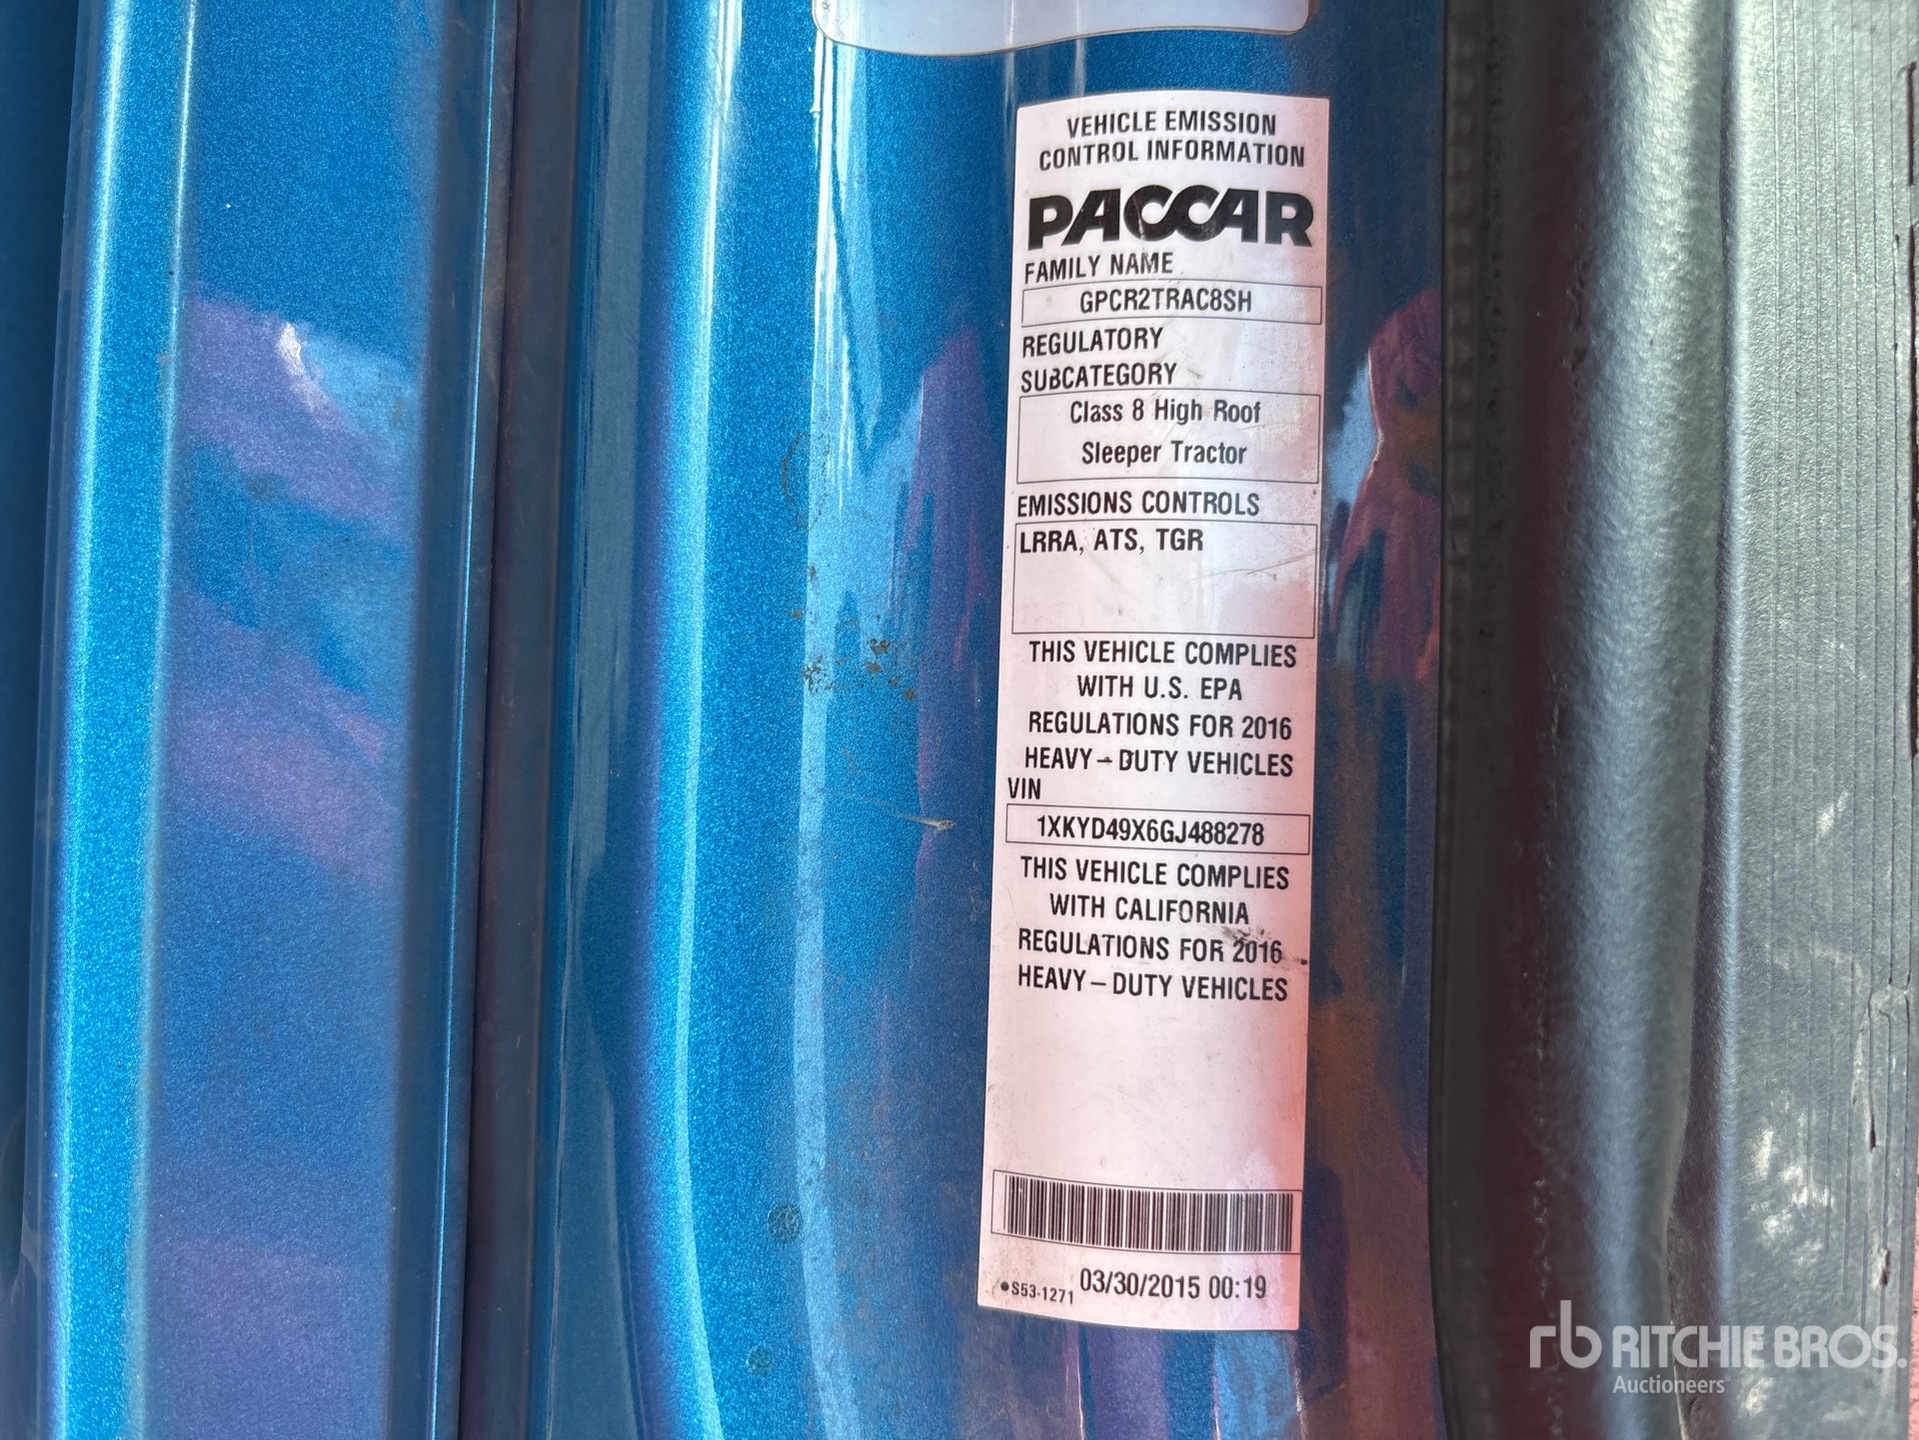 VEHICLE EMISSION
CONTROL INFORMATION
PACCAR
FAMILY NAME
GPCR2TRAC8SH
REGULATORY
SUBCATEGORY
Class 8 High Roof
Sleeper Tractor
EMISSIONS CONTROLS
LRRA, ATS, TGR
THIS VEHICLE COMPLIES
WITH U.S. EPA
REGULATIONS FOR 2016
HEAVY-DUTY VEHICLES
VIN
1XKYD49X6GJ488278
THIS VEHICLE COMPLIES
WITH CALIFORNIA
REGULATIONS FOR 2016
HEAVY-DUTY VEHICLES
•S53-1271 03/30/2015 00:19
rb RITCHIE BROS.
Auctioneers